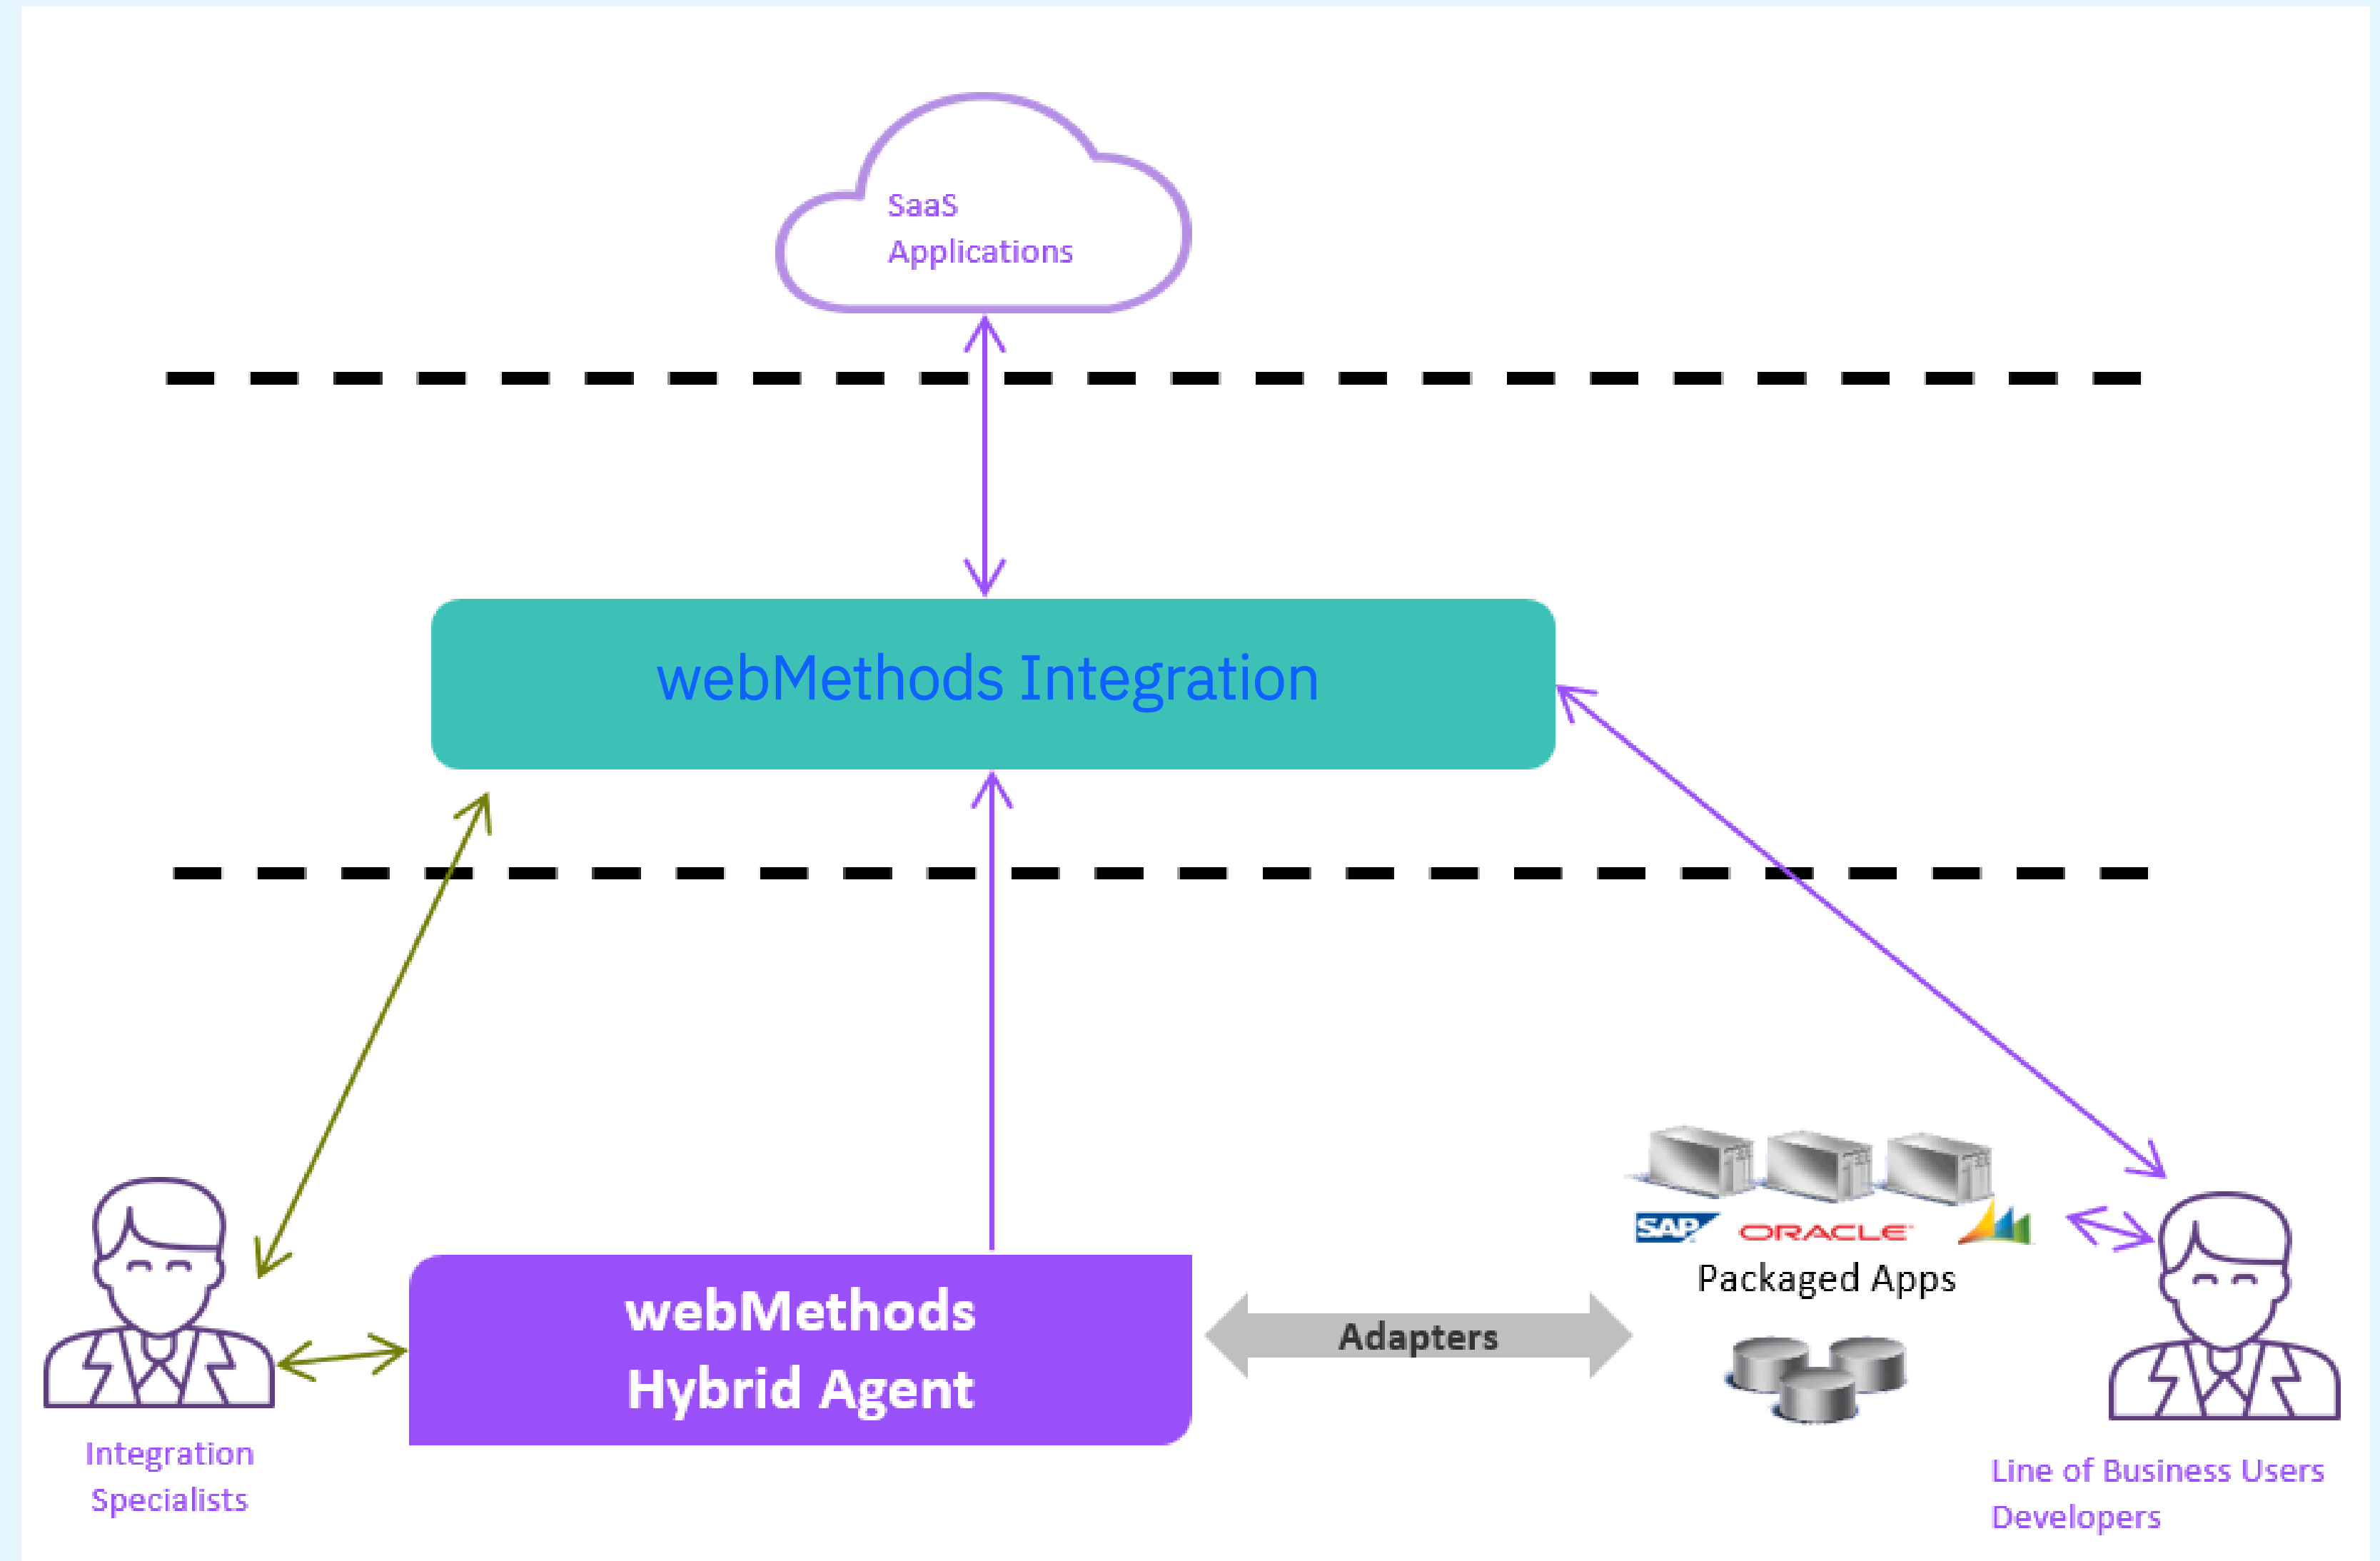 SaaS
Applications
webMethods Integration
webMethods
Hybrid Agent
Adapters
SAP
ORACLE
Packaged Apps
Integration
Specialists
Line of Business Users
Developers